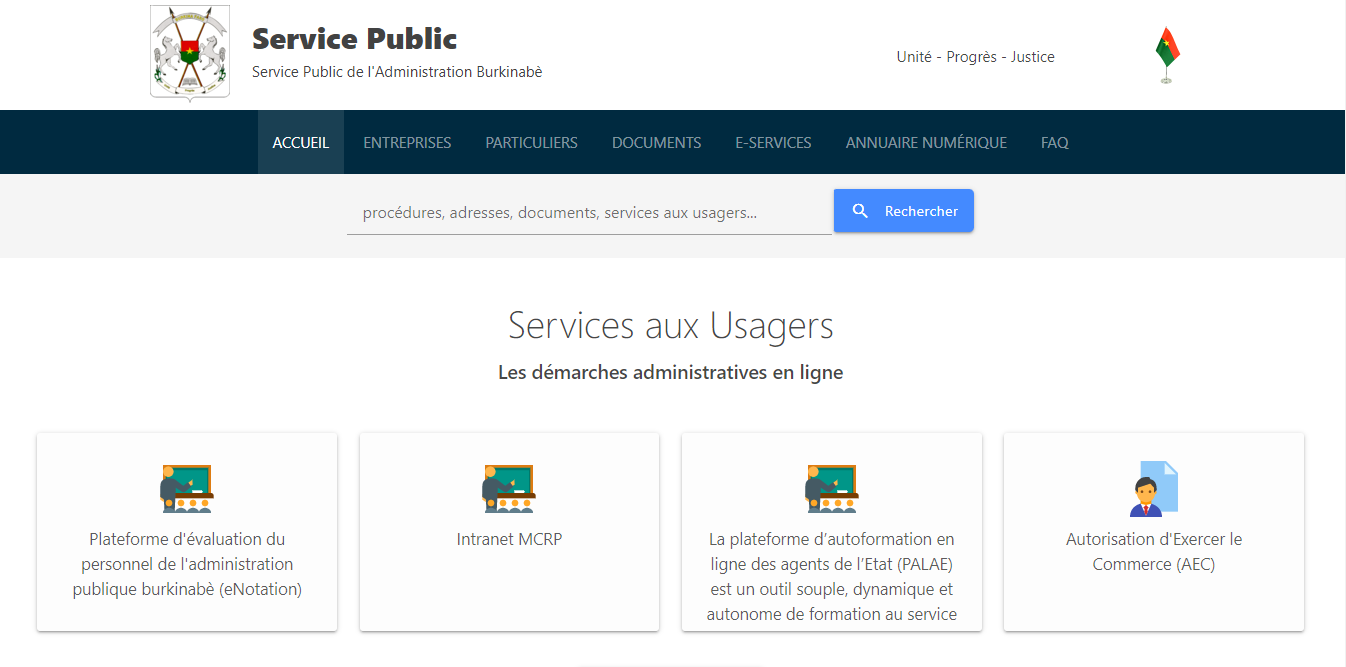 Service Public
Service Public de l'Administration Burkinabè
Unité - Progrès - Justice
ACCUEIL
ENTREPRISES
PARTICULIERS
DOCUMENTS
E-SERVICES
ANNUAIRE NUMÉRIQUE
FAQ
procédures, adresses, documents, services aux usagers...
Rechercher
Services aux Usagers
Les démarches administratives en ligne
Plateforme d'évaluation du
personnel de l'administration
publique burkinabè (eNotation)
Intranet MCRP
La plateforme d’autoformation en
ligne des agents de l’Etat (PALAE)
est un outil souple, dynamique et
autonome de formation au service
Autorisation d'Exercer le
Commerce (AEC)